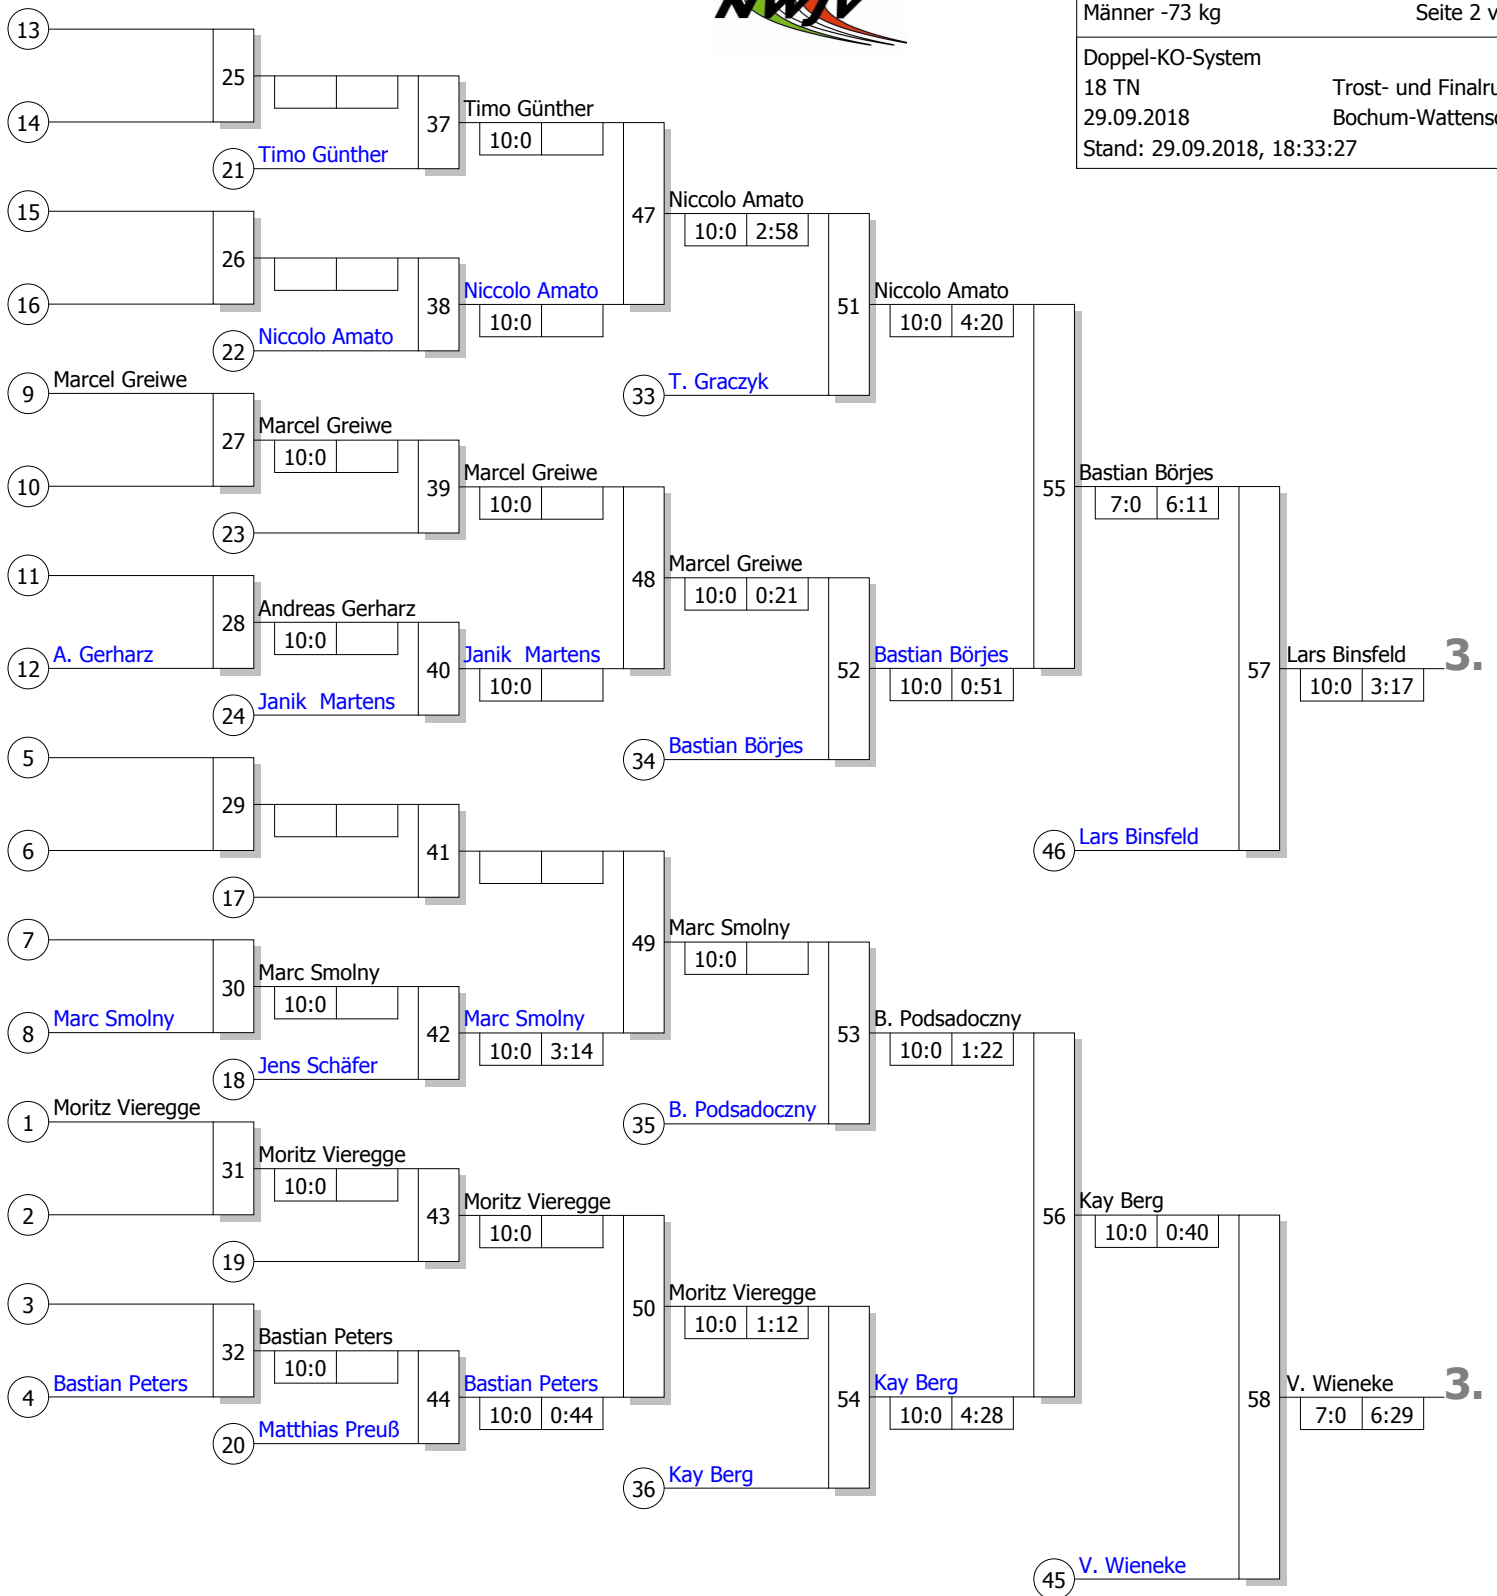 NWJV
Männer -73 kg Seite 2 v
Doppel-KO-System
18 TN Trost- und Finalru
29.09.2018 Bochum-Wattensc
Stand: 29.09.2018, 18:33:27
13
25
14
37
Timo Günther
10:0
21
Timo Günther
15
47
Niccolo Amato
10:0 2:58
26
16
38
Niccolo Amato
10:0
22
Niccolo Amato
51
Niccolo Amato
10:0 4:20
9
Marcel Greiwe
33
T. Graczyk
27
Marcel Greiwe
10:0
10
39
Marcel Greiwe
10:0
23
55
Bastian Börjes
7:0 6:11
11
48
Marcel Greiwe
10:0 0:21
28
Andreas Gerharz
10:0
12
A. Gerharz
40
Janik Martens
10:0
24
Janik Martens
52
Bastian Börjes
10:0 0:51
57
Lars Binsfeld
10:0 3:17
3.
5
34
Bastian Börjes
29
6
41
46
Lars Binsfeld
17
7
49
Marc Smolny
10:0
30
Marc Smolny
10:0
8
Marc Smolny
42
Marc Smolny
10:0 3:14
53
B. Podsadoczny
10:0 1:22
18
Jens Schäfer
1
Moritz Vieregge
35
B. Podsadoczny
31
Moritz Vieregge
10:0
2
43
Moritz Vieregge
10:0
56
Kay Berg
10:0 0:40
19
3
50
Moritz Vieregge
10:0 1:12
32
Bastian Peters
10:0
4
Bastian Peters
44
Bastian Peters
10:0 0:44
54
Kay Berg
10:0 4:28
58
V. Wieneke
7:0 6:29
3.
20
Matthias Preuß
36
Kay Berg
45
V. Wieneke